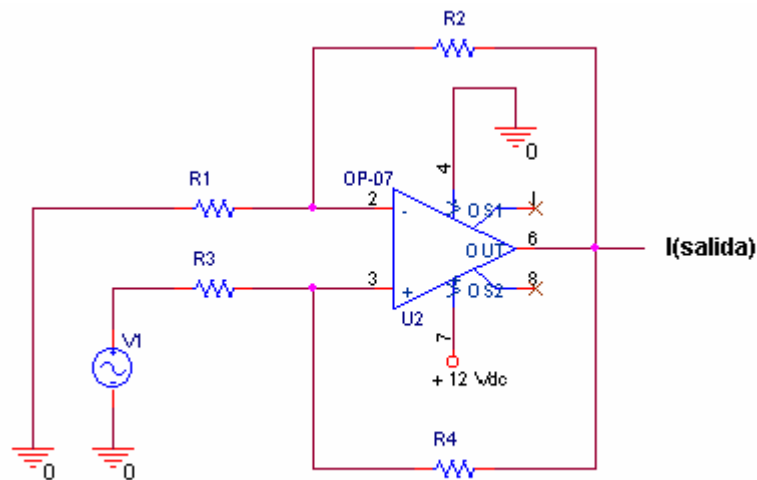 R2
0
4
OP-07
R1
2
-
OS1
1
OUT
6
I(salida)
R3
3
+
OS2
8
U2
V1
7
+ 12 Vdc
R4
0
0